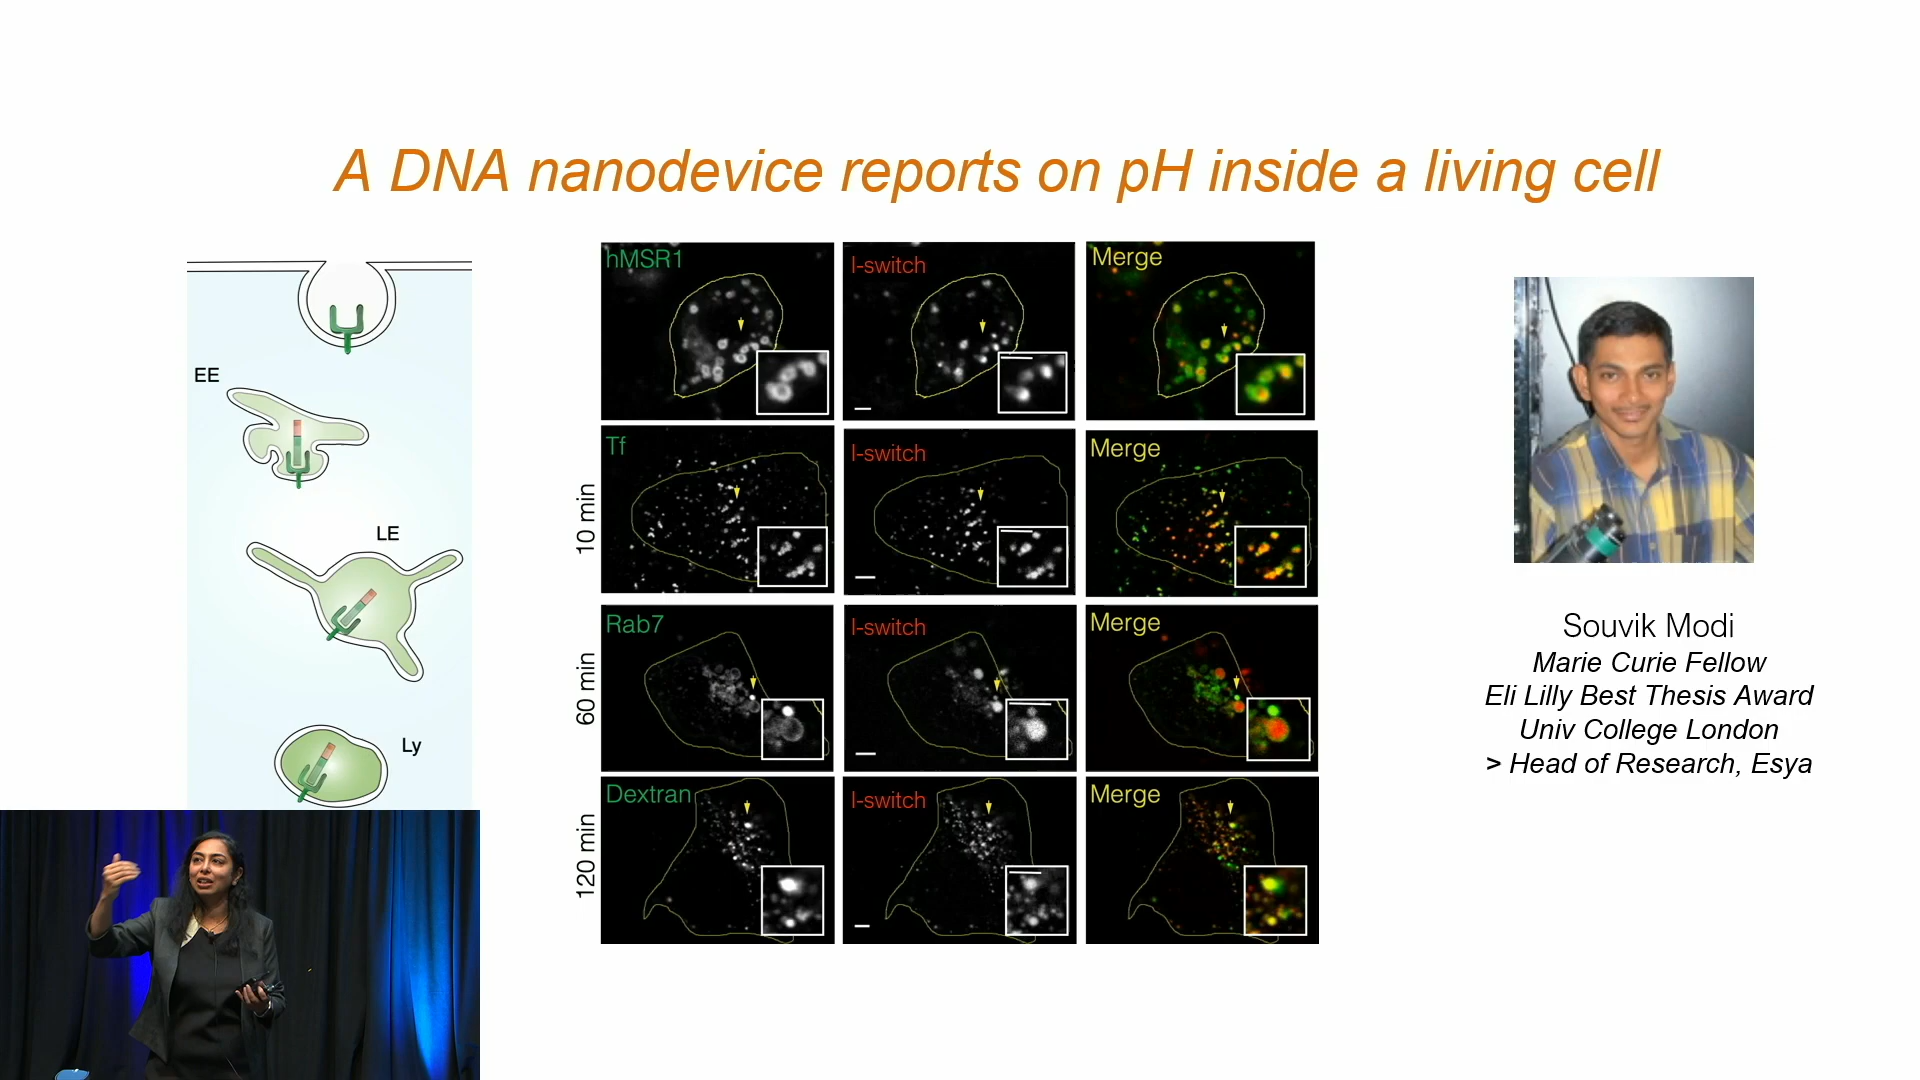 A DNA nanodevice reports on pH inside a living cell
EE
LE
Ly
hMSR1
I-switch
Merge
10 min
Tf
I-switch
Merge
60 min
Rab7
I-switch
Merge
120 min
Dextran
I-switch
Merge
Souvik Modi
Marie Curie Fellow
Eli Lilly Best Thesis Award
Univ College London
> Head of Research, Esya